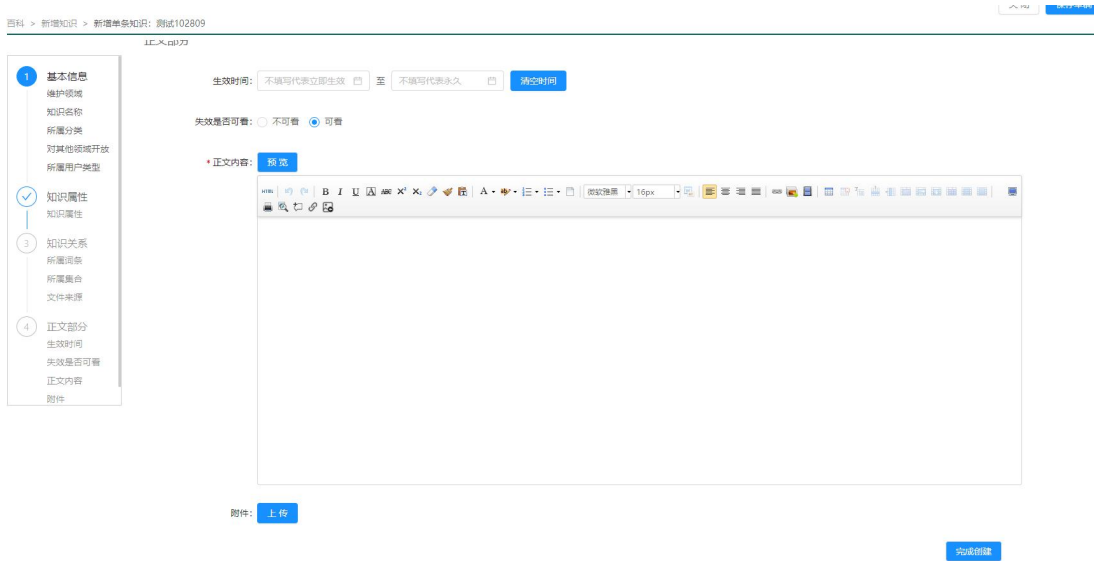 百科 > 新增知识 > 新增单条知识：测试102809
正文部分
1 基本信息
维护领域
知识名称
所属分类
对其他领域开放
所属用户类型
知识属性
知识属性
3 知识关系
所属词条
所属集合
文件来源
4 正文部分
生效时间
失效是否可看
正文内容
附件
生效时间： 不填写代表立即生效 至 不填写代表永久 清空时间
失效是否可看： 不可看 可看
* 正文内容： 预 览
HTML B I U A ABC X² X₂ A 微软雅黑 16px
附件： 上 传
完成创建